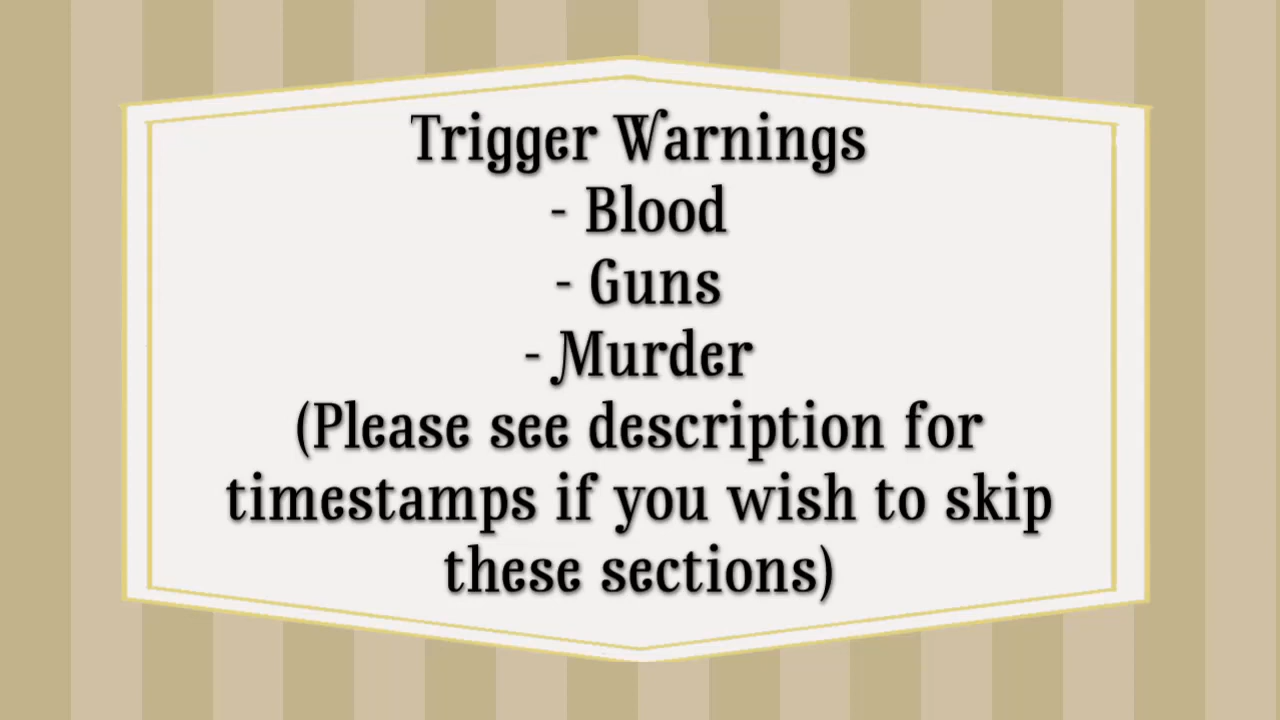 Trigger Warnings
- Blood
- Guns
- Murder
(Please see description for
timestamps if you wish to skip
these sections)